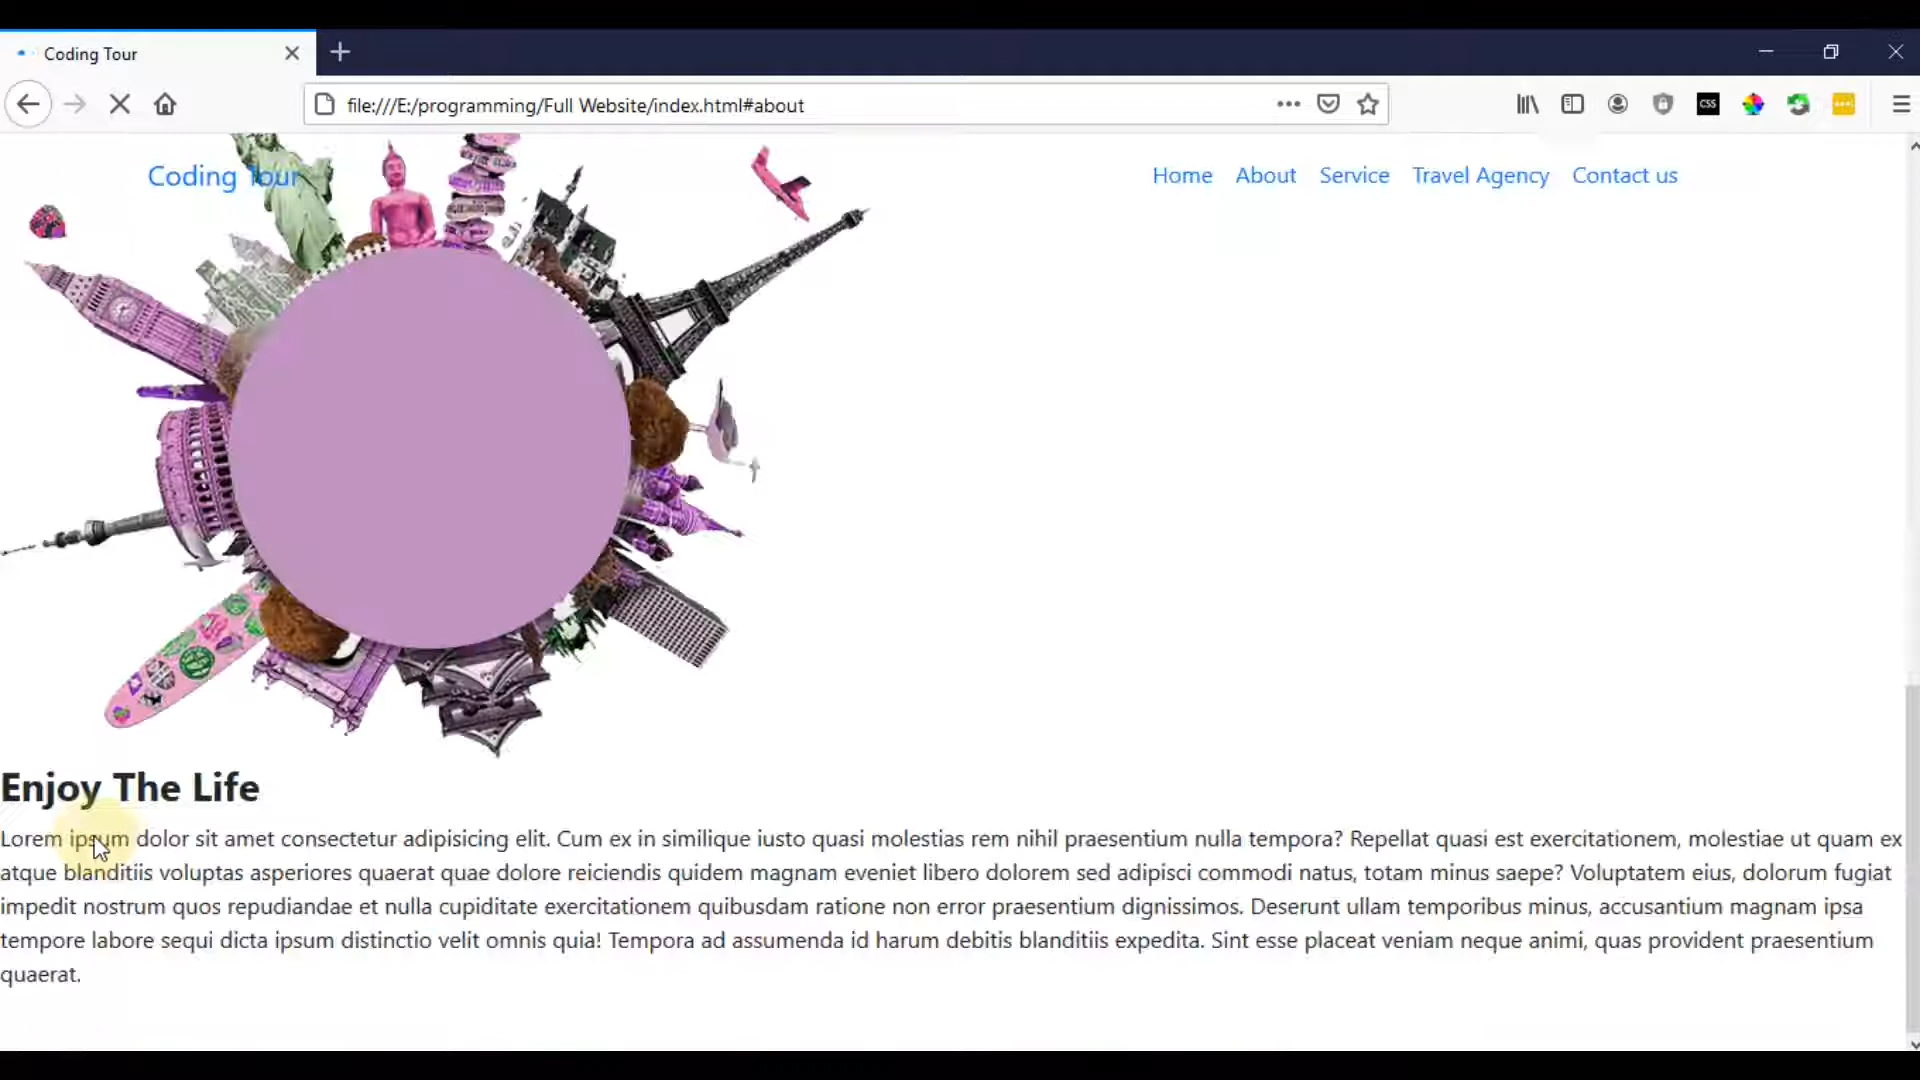 Coding Tour
file:///E:/programming/Full Website/index.html#about
CSS
Coding Tour
Home About Service Travel Agency Contact us
Enjoy The Life
Lorem ipsum dolor sit amet consectetur adipisicing elit. Cum ex in similique iusto quasi molestias rem nihil praesentium nulla tempora? Repellat quasi est exercitationem, molestiae ut quam ex
atque blanditiis voluptas asperiores quaerat quae dolore reiciendis quidem magnam eveniet libero dolorem sed adipisci commodi natus, totam minus saepe? Voluptatem eius, dolorum fugiat
impedit nostrum quos repudiandae et nulla cupiditate exercitationem quibusdam ratione non error praesentium dignissimos. Deserunt ullam temporibus minus, accusantium magnam ipsa
tempore labore sequi dicta ipsum distinctio velit omnis quia! Tempora ad assumenda id harum debitis blanditiis expedita. Sint esse placeat veniam neque animi, quas provident praesentium
quaerat.